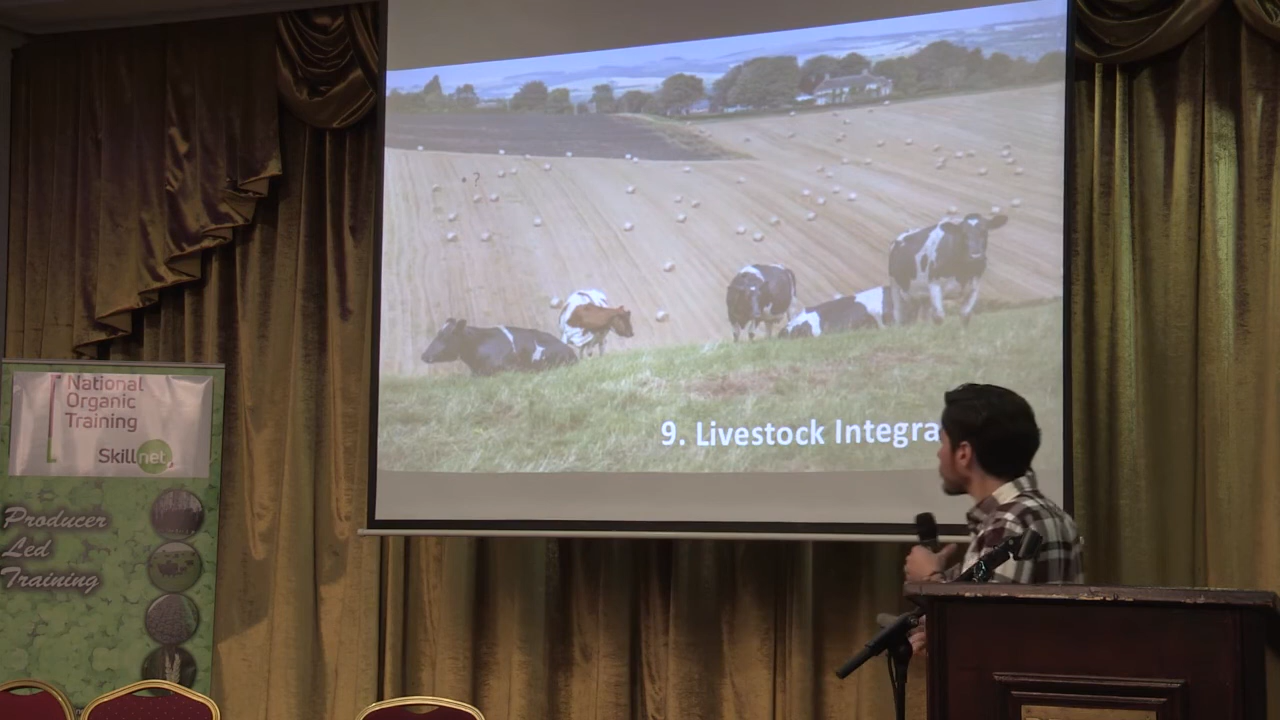 9. Livestock Integra
National
Organic
Training
Skillnet
Producer
Led
Training